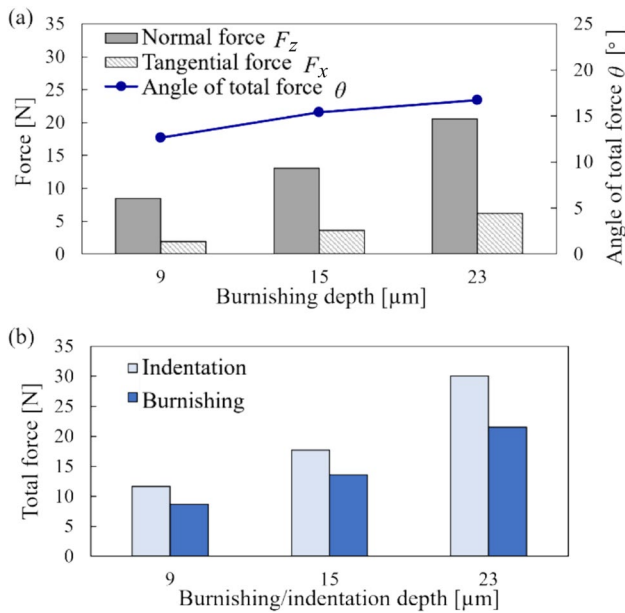 (a)
35
30
25
20
15
10
5
0
Force [N]
Normal force F_z
Tangential force F_x
Angle of total force θ
25
20
15
10
5
0
Angle of total force θ [°]
9 15 23
Burnishing depth [µm]
(b)
35
30
25
20
15
10
5
0
Total force [N]
Indentation
Burnishing
9 15 23
Burnishing/indentation depth [µm]